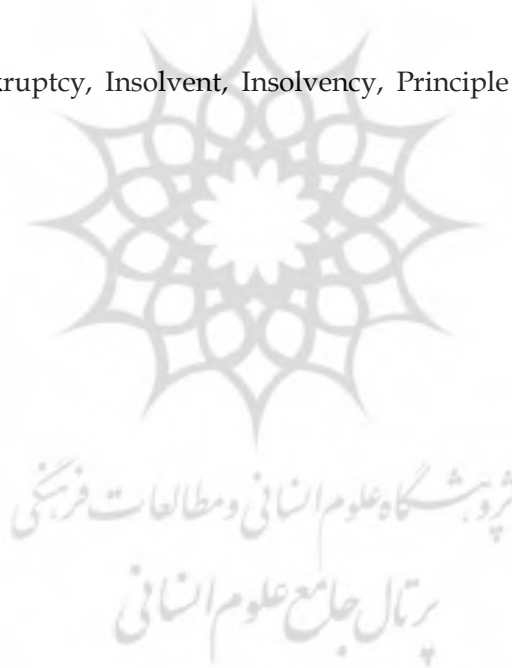 kruptcy, Insolvent, Insolvency, Principle
پژوهشگاه علوم انسانی و مطالعات فرهنگی
پرتال جامع علوم انسانی